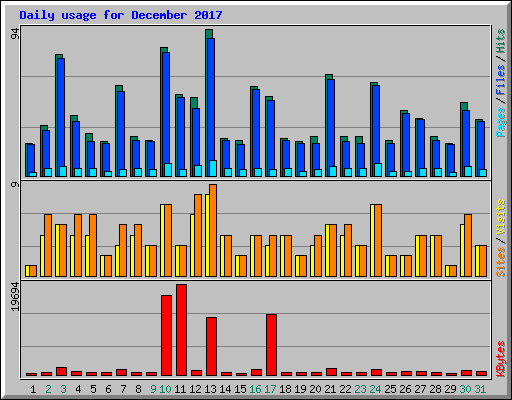 Daily usage for December 2017
94
Pages / Files / Hits
9
Sites / Visits
19694
KBytes
1 2 3 4 5 6 7 8 9 10 11 12 13 14 15 16 17 18 19 20 21 22 23 24 25 26 27 28 29 30 31